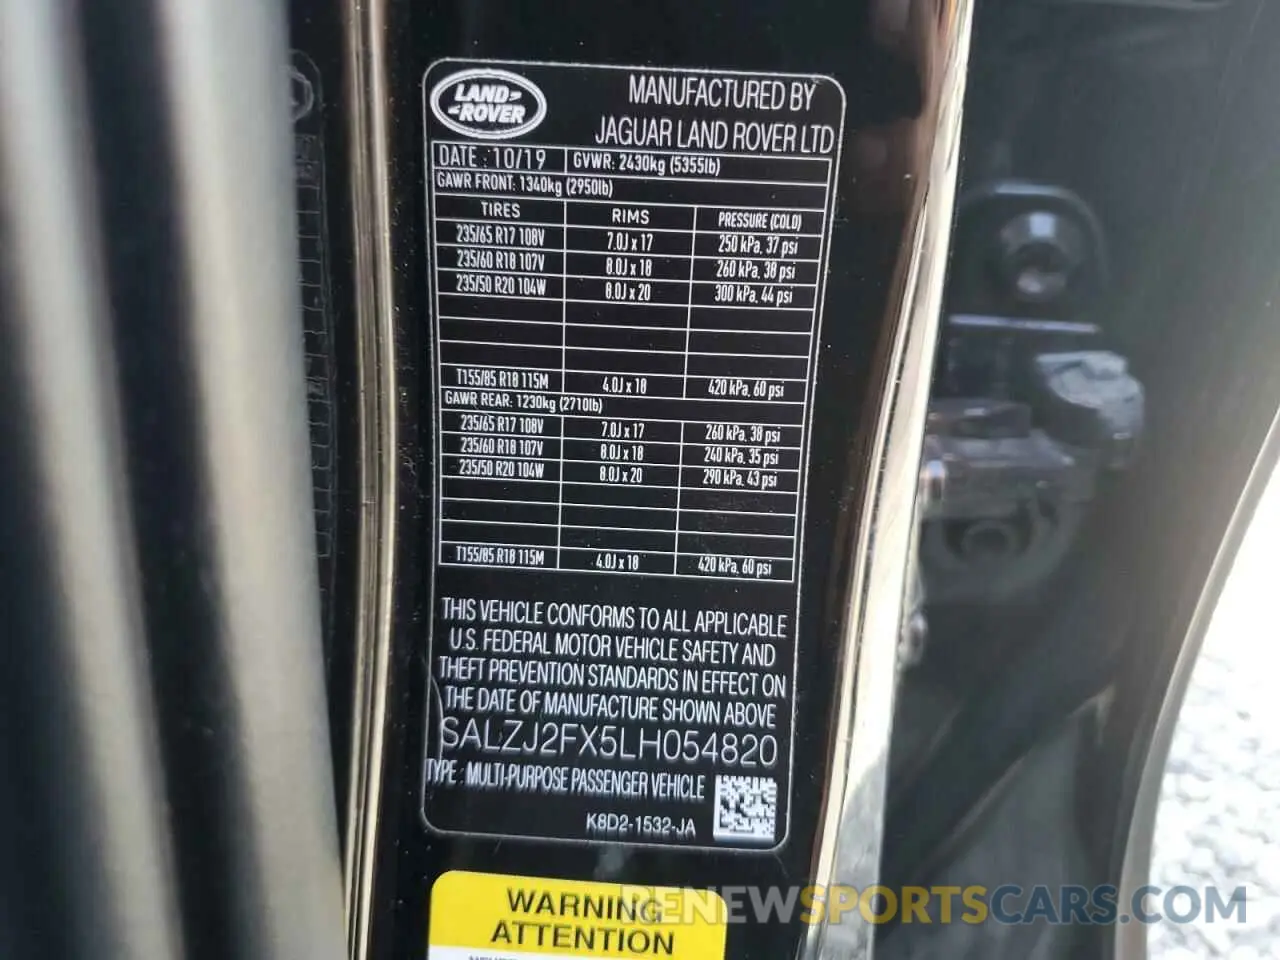 LAND ROVER
MANUFACTURED BY
JAGUAR LAND ROVER LTD
DATE : 10/19 GVWR: 2430kg (5355lb)
GAWR FRONT: 1340kg (2950lb)
TIRES RIMS PRESSURE (COLD)
235/65 R17 108V 7.0J x 17 250 kPa, 37 psi
235/60 R18 107V 8.0J x 18 260 kPa, 38 psi
235/50 R20 104W 8.0J x 20 300 kPa, 44 psi
T155/85 R18 115M 4.0J x 18 420 kPa, 60 psi
GAWR REAR: 1230kg (2710lb)
235/65 R17 108V 7.0J x 17 260 kPa, 38 psi
235/60 R18 107V 8.0J x 18 240 kPa, 35 psi
235/50 R20 104W 8.0J x 20 290 kPa, 43 psi
T155/85 R18 115M 4.0J x 18 420 kPa, 60 psi
THIS VEHICLE CONFORMS TO ALL APPLICABLE
U.S. FEDERAL MOTOR VEHICLE SAFETY AND
THEFT PREVENTION STANDARDS IN EFFECT ON
THE DATE OF MANUFACTURE SHOWN ABOVE
SALZJ2FX5LH054820
TYPE : MULTI-PURPOSE PASSENGER VEHICLE
K8D2-1532-JA
WARNING
ATTENTION
RENEWSPORTSCARS.COM